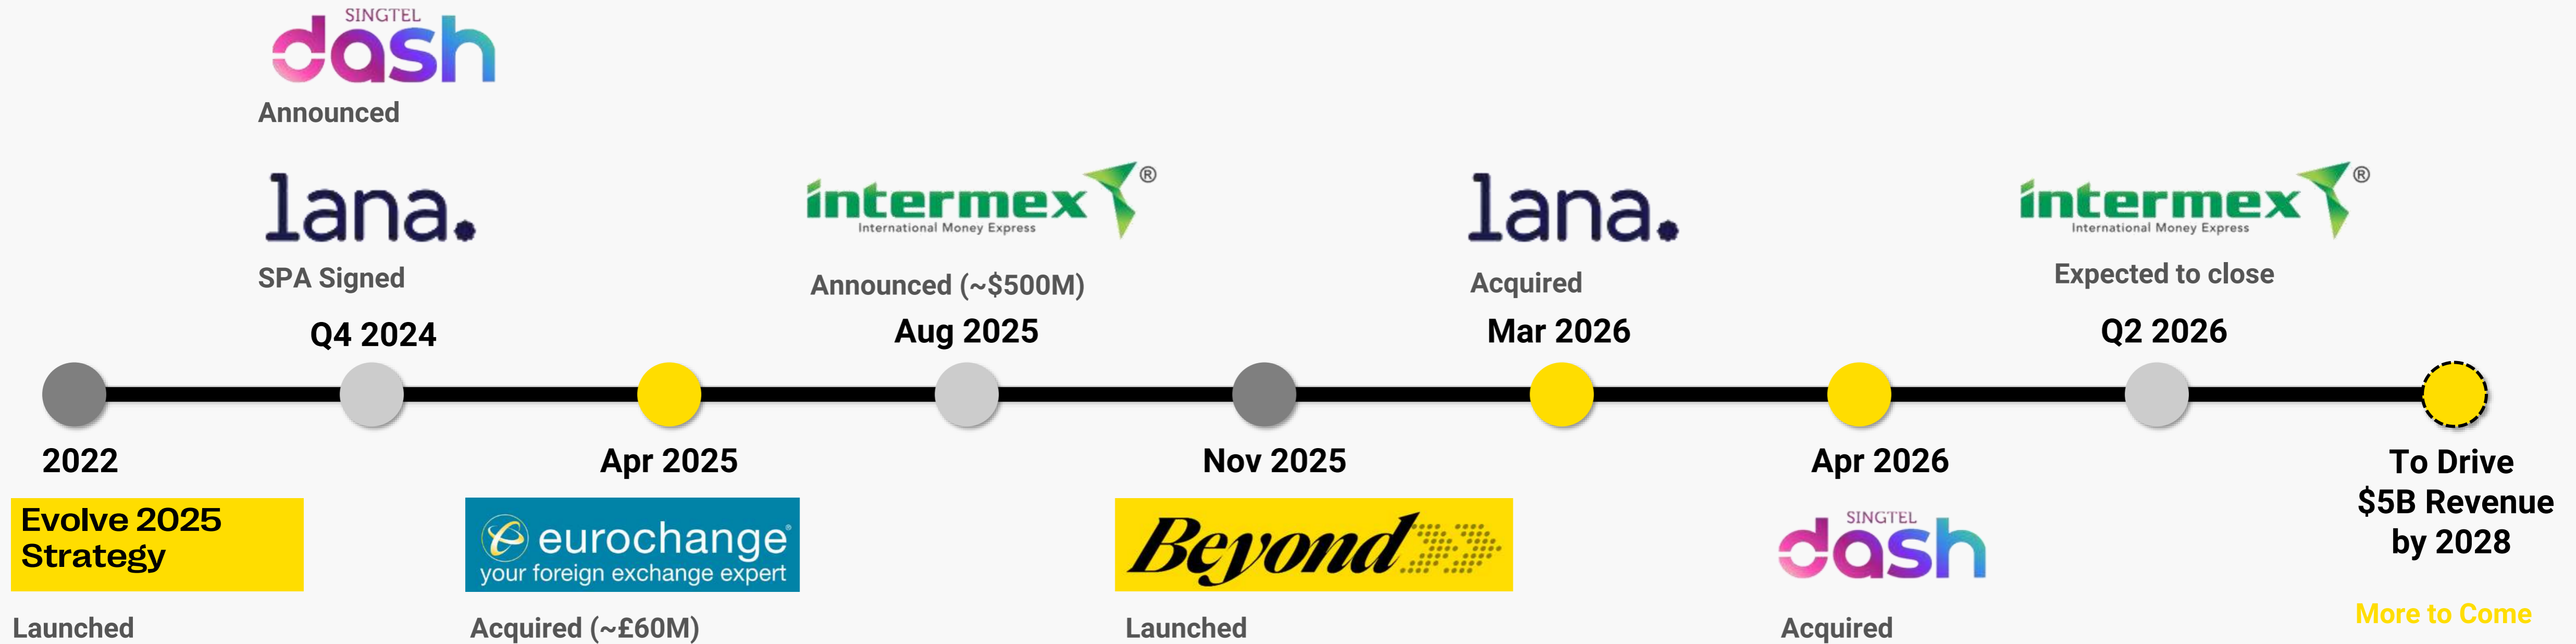 SINGTEL
dash
Announced
lana.
SPA Signed
Q4 2024
intermex®
International Money Express
Announced (~$500M)
Aug 2025
lana.
Acquired
Mar 2026
intermex®
International Money Express
Expected to close
Q2 2026
2022
Evolve 2025
Strategy
Launched
Apr 2025
eurochange®
your foreign exchange expert
Acquired (~£60M)
Nov 2025
Beyond
Launched
Apr 2026
SINGTEL
dash
Acquired
To Drive
$5B Revenue
by 2028
More to Come